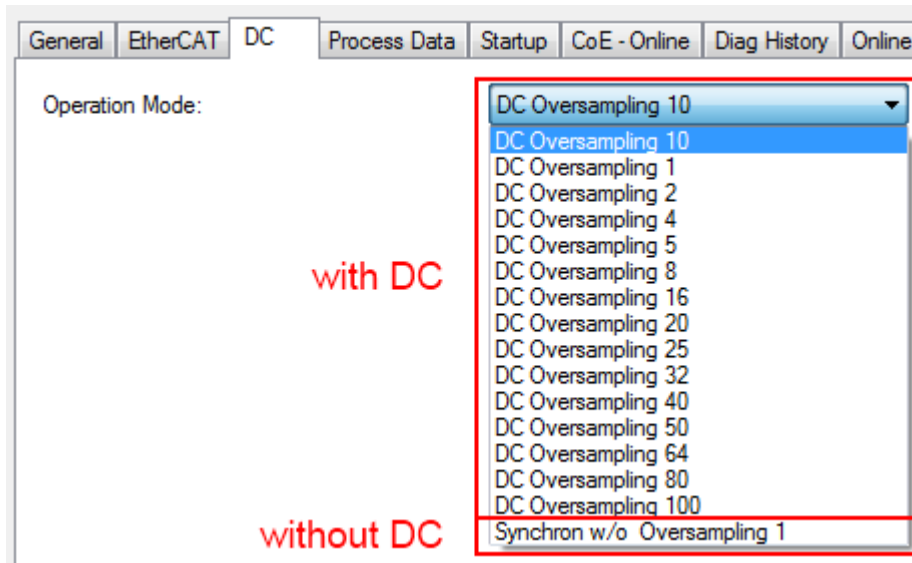 General EtherCAT DC Process Data Startup CoE - Online Diag History Online
Operation Mode: DC Oversampling 10
DC Oversampling 10
DC Oversampling 1
DC Oversampling 2
DC Oversampling 4
DC Oversampling 5
DC Oversampling 8
with DC
DC Oversampling 16
DC Oversampling 20
DC Oversampling 25
DC Oversampling 32
DC Oversampling 40
DC Oversampling 50
DC Oversampling 64
DC Oversampling 80
DC Oversampling 100
without DC
Synchron w/o  Oversampling 1